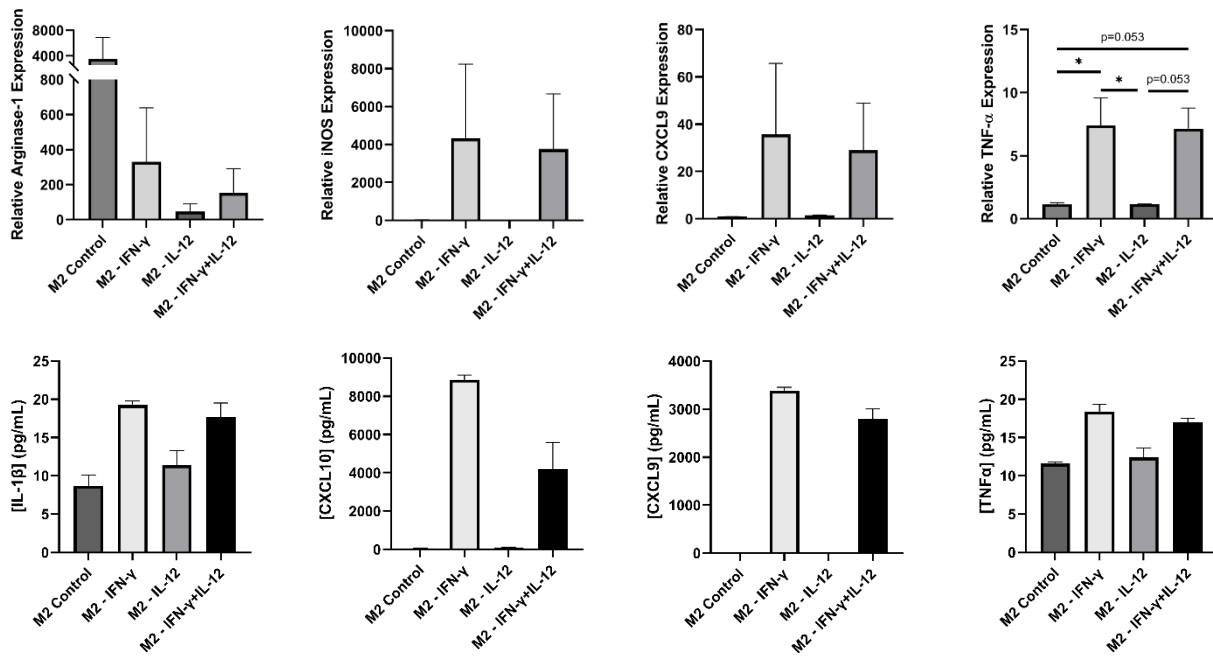 Relative Arginase-1 Expression
8000
6000
4000
800
600
400
200
0
M2 Control
M2 - IFN-γ
M2 - IL-12
M2 - IFN-γ+IL-12
Relative iNOS Expression
10000
8000
6000
4000
2000
0
M2 Control
M2 - IFN-γ
M2 - IL-12
M2 - IFN-γ+IL-12
Relative CXCL9 Expression
80
60
40
20
0
M2 Control
M2 - IFN-γ
M2 - IL-12
M2 - IFN-γ+IL-12
Relative TNF-α Expression
15
10
5
0
p=0.053
*
*
p=0.053
M2 Control
M2 - IFN-γ
M2 - IL-12
M2 - IFN-γ+IL-12
[IL-1β] (pg/mL)
25
20
15
10
5
0
M2 Control
M2 - IFN-γ
M2 - IL-12
M2 - IFN-γ+IL-12
[CXCL10] (pg/mL)
10000
8000
6000
4000
2000
0
M2 Control
M2 - IFN-γ
M2 - IL-12
M2 - IFN-γ+IL-12
[CXCL9] (pg/mL)
4000
3000
2000
1000
0
M2 Control
M2 - IFN-γ
M2 - IL-12
M2 - IFN-γ+IL-12
[TNFα] (pg/mL)
25
20
15
10
5
0
M2 Control
M2 - IFN-γ
M2 - IL-12
M2 - IFN-γ+IL-12